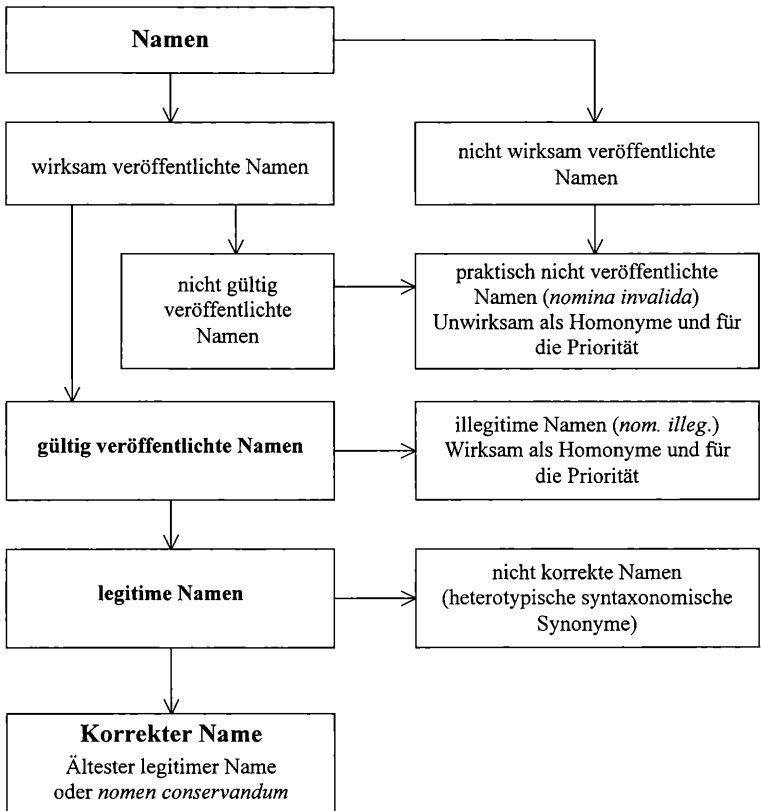 Namen
wirksam veröffentlichte Namen
nicht wirksam veröffentlichte
Namen
nicht gültig
veröffentlichte
Namen
praktisch nicht veröffentlichte
Namen (nomina invalida)
Unwirksam als Homonyme und für
die Priorität
gültig veröffentlichte Namen
illegitime Namen (nom. illeg.)
Wirksam als Homonyme und für
die Priorität
legitime Namen
nicht korrekte Namen
(heterotypische syntaxonomische
Synonyme)
Korrekter Name
Ältester legitimer Name
oder nomen conservandum